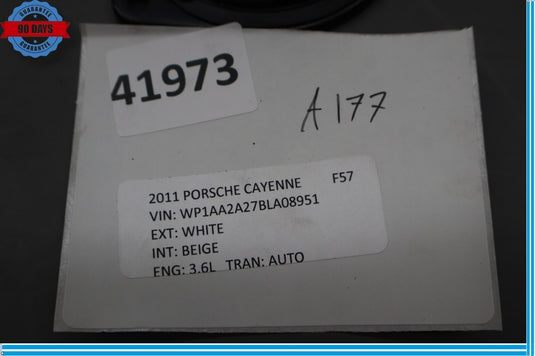 GUARANTEE
90 DAYS
GUARANTEE
41973
A177
2011 PORSCHE CAYENNE F57
VIN: WP1AA2A27BLA08951
EXT: WHITE
INT: BEIGE
ENG: 3.6L TRAN: AUTO